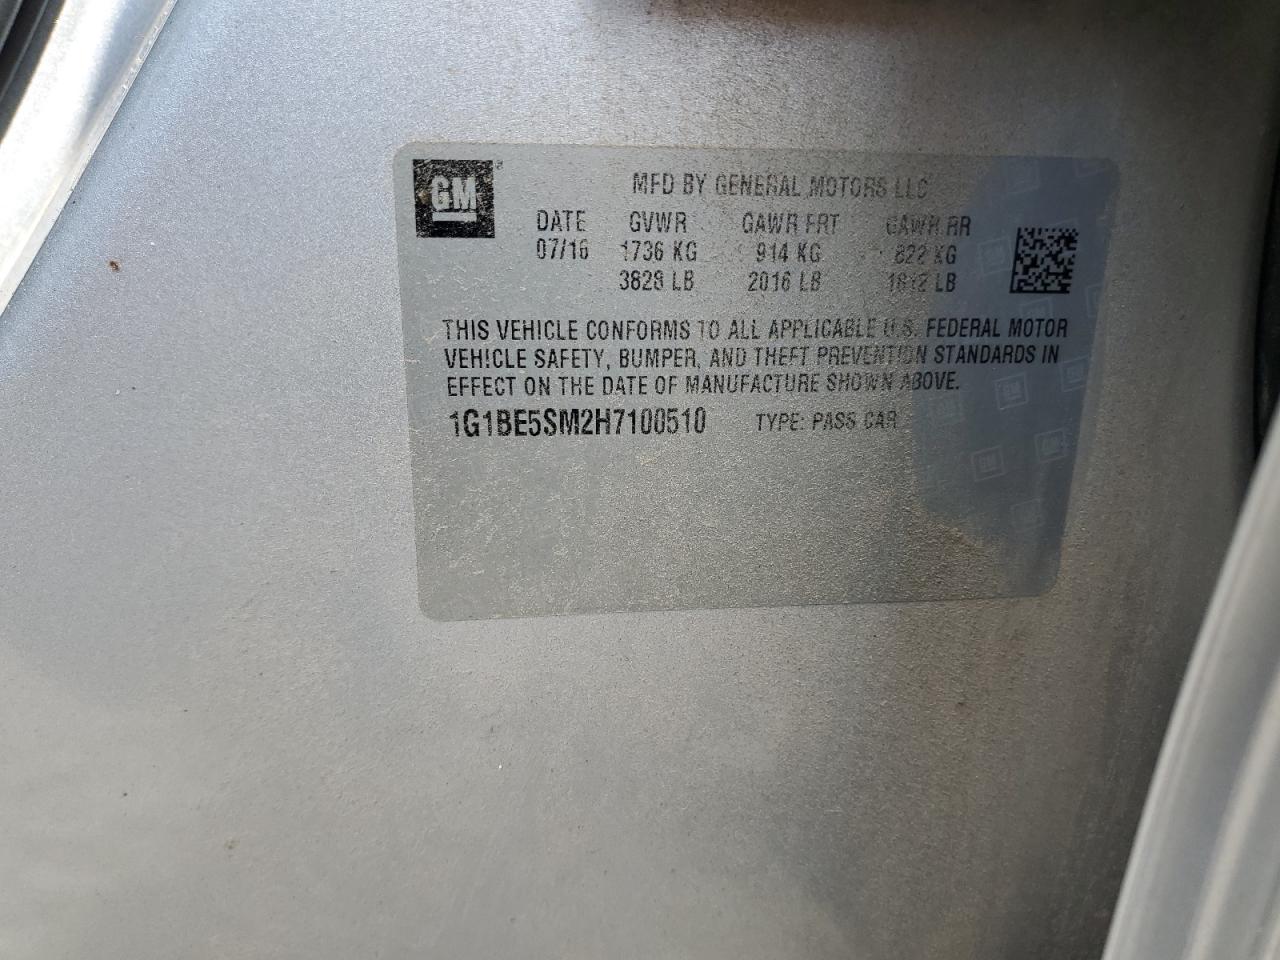 GM
MFD BY GENERAL MOTORS LLC
DATE GVWR GAWR FRT GAWR RR
07/16 1736 KG 914 KG 822 KG
3828 LB 2016 LB 1812 LB
THIS VEHICLE CONFORMS TO ALL APPLICABLE U.S. FEDERAL MOTOR
VEHICLE SAFETY, BUMPER, AND THEFT PREVENTION STANDARDS IN
EFFECT ON THE DATE OF MANUFACTURE SHOWN ABOVE.
1G1BE5SM2H7100510 TYPE: PASS CAR